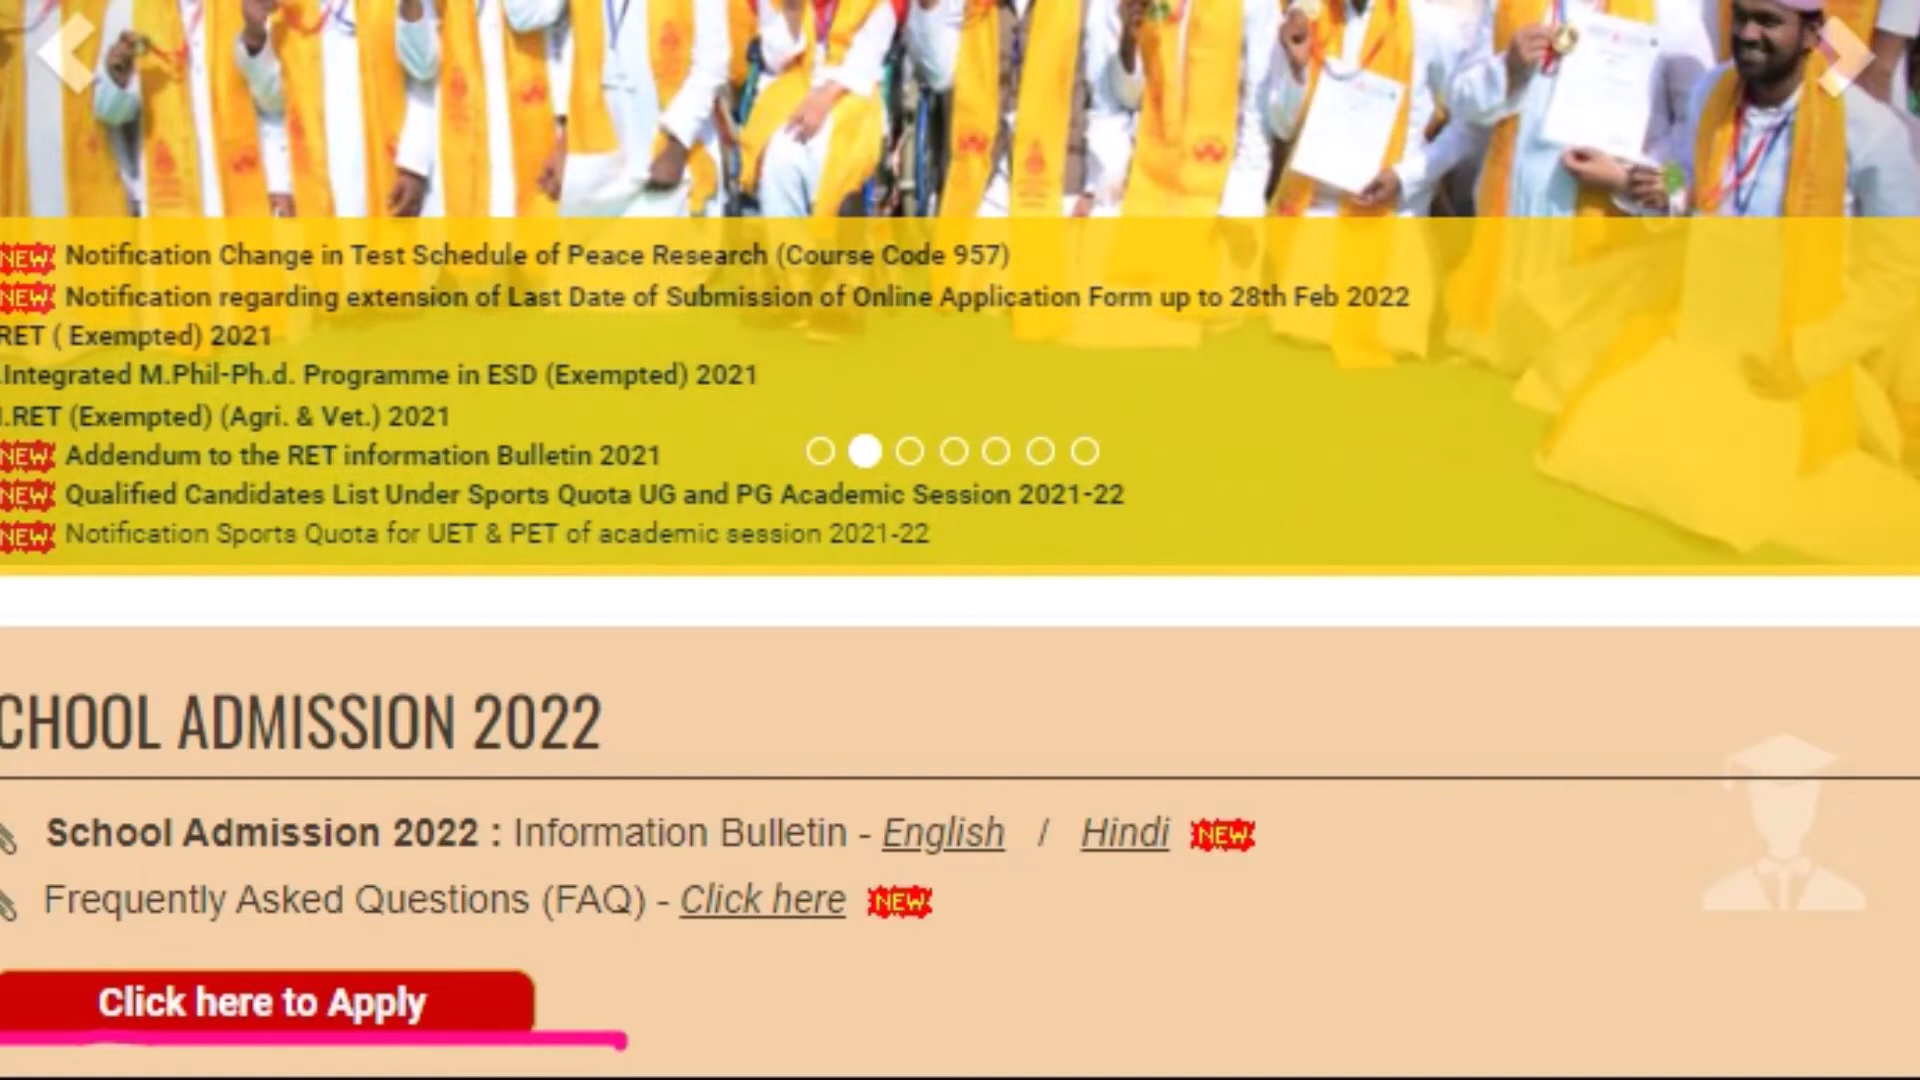 NEW Notification Change in Test Schedule of Peace Research (Course Code 957)
NEW Notification regarding extension of Last Date of Submission of Online Application Form up to 28th Feb 2022
RET ( Exempted) 2021
.Integrated M.Phil-Ph.d. Programme in ESD (Exempted) 2021
I.RET (Exempted) (Agri. & Vet.) 2021
NEW Addendum to the RET information Bulletin 2021
NEW Qualified Candidates List Under Sports Quota UG and PG Academic Session 2021-22
NEW Notification Sports Quota for UET & PET of academic session 2021-22
CHOOL ADMISSION 2022
School Admission 2022 : Information Bulletin - English / Hindi NEW
Frequently Asked Questions (FAQ) - Click here NEW
Click here to Apply